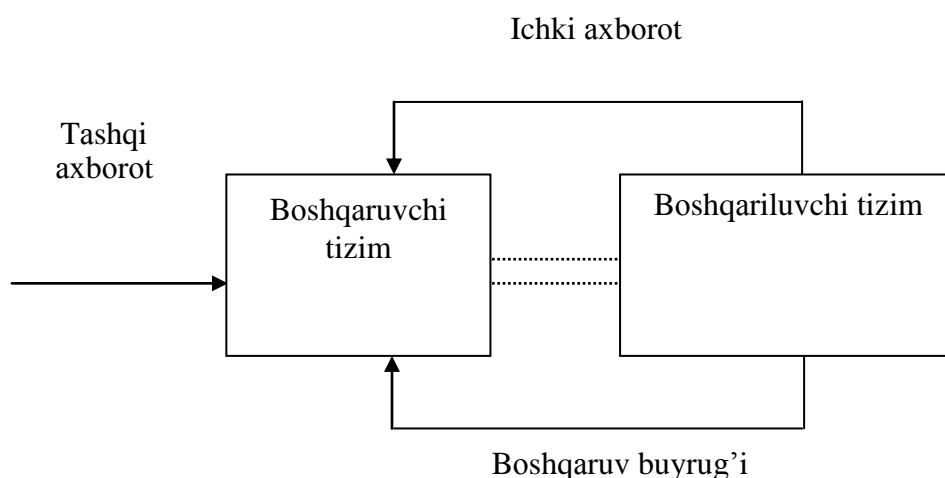 Ichki axborot
Tashqi
axborot
Boshqaruvchi
tizim
Boshqariluvchi tizim
Boshqaruv buyrug’i